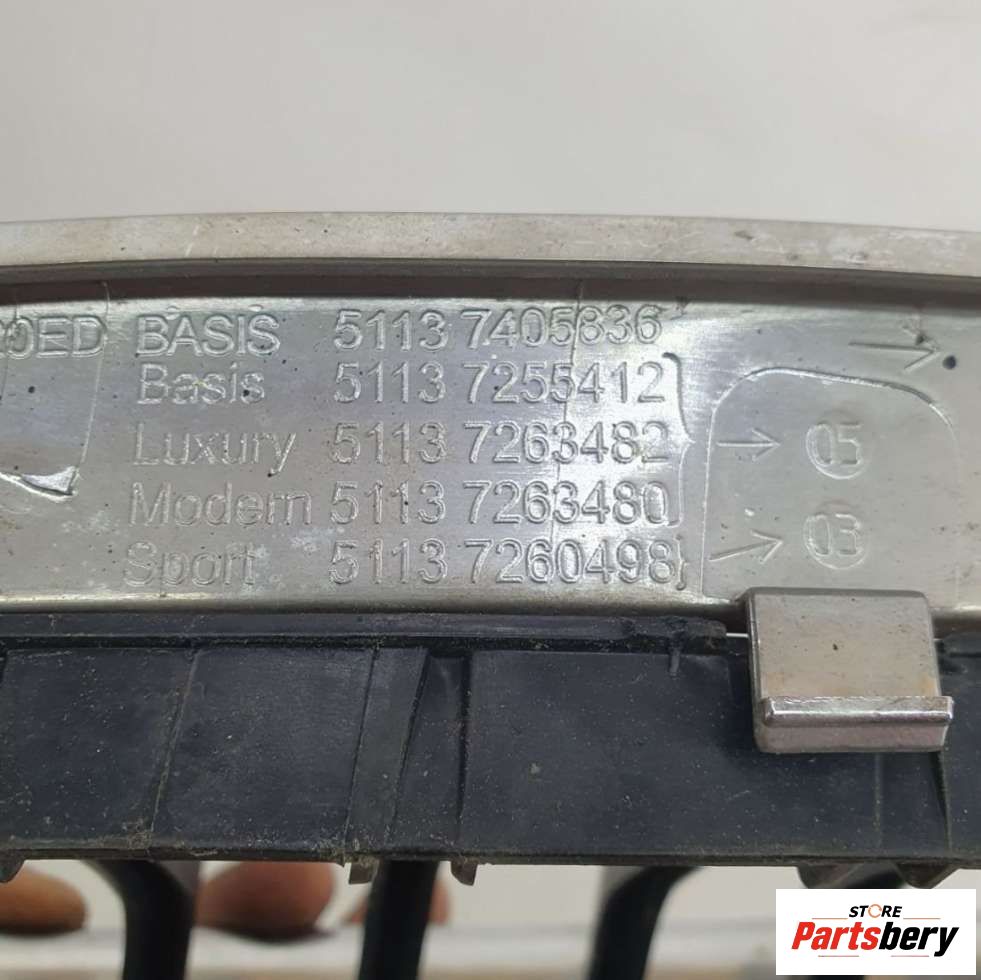 BASIS 5113 7405836
Basis 5113 7255412
Luxury 5113 7263482 05
Modern 5113 7263480
Sport 5113 7260498 03
STORE
Partsbery